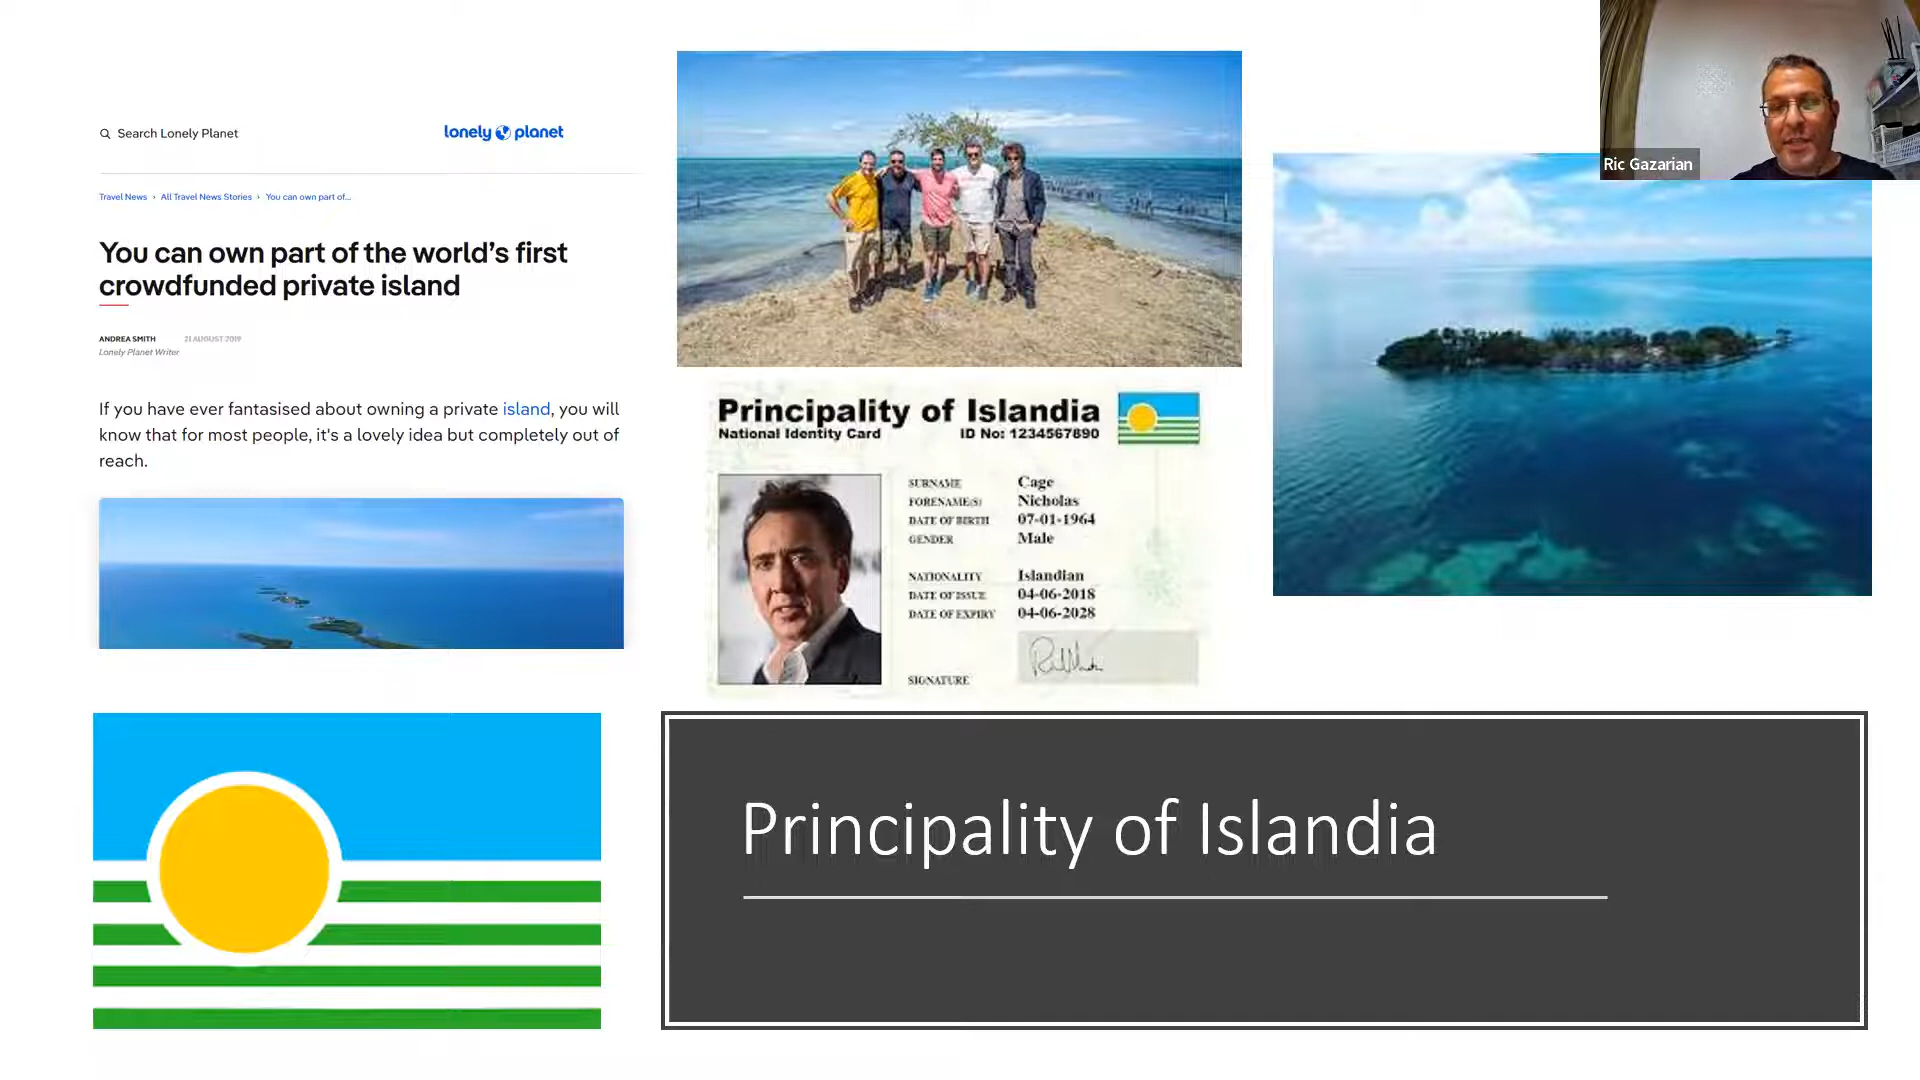 Search Lonely Planet
lonely planet
Travel News › All Travel News Stories › You can own part of...
You can own part of the world's first
crowdfunded private island
ANDREA SMITH 21 AUGUST 2019
Lonely Planet Writer
If you have ever fantasised about owning a private island, you will
know that for most people, it's a lovely idea but completely out of
reach.
Principality of Islandia
National Identity Card ID No: 1234567890
SURNAME Cage
FORENAME(S) Nicholas
DATE OF BIRTH 07-01-1964
GENDER Male
NATIONALITY Islandian
DATE OF ISSUE 04-06-2018
DATE OF EXPIRY 04-06-2028
SIGNATURE
Ric Gazarian
Principality of Islandia